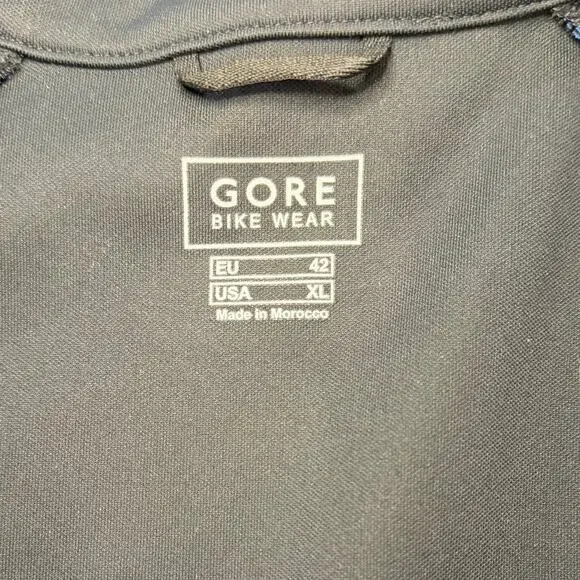 GORE
BIKE WEAR
EU 42
USA XL
Made in Morocco